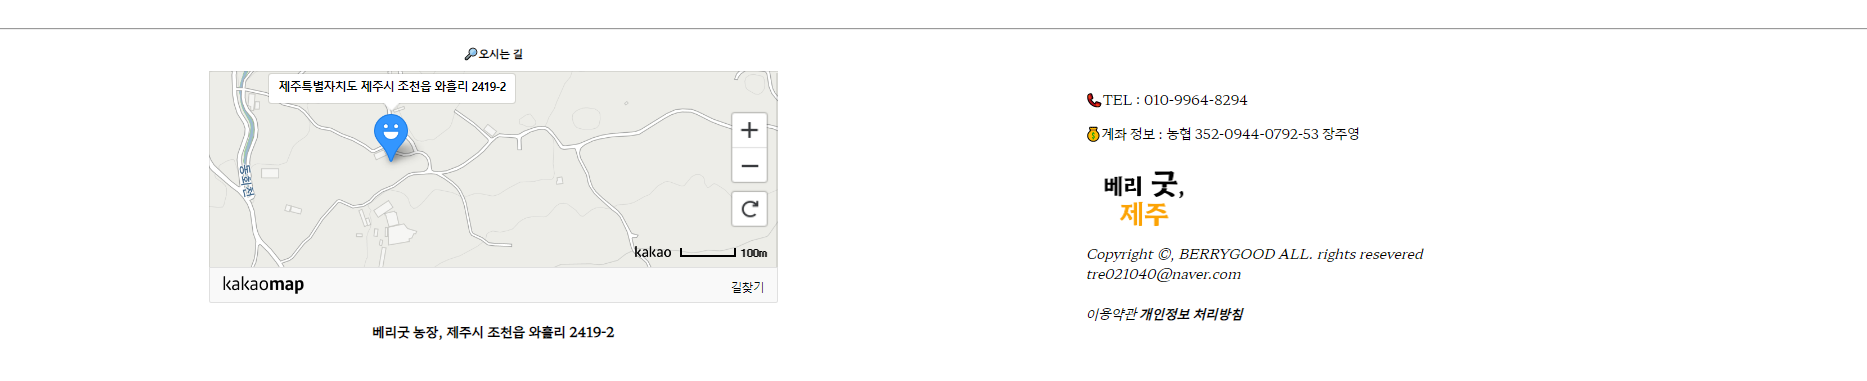 🔎오시는 길
제주특별자치도 제주시 조천읍 와흘리 2419-2
동회천
kakao 100m
kakaomap 길찾기
베리굿 농장, 제주시 조천읍 와흘리 2419-2
📞TEL : 010-9964-8294
💰계좌 정보 : 농협 352-0944-0792-53 장주영
베리 굿,
제주
Copyright ©, BERRYGOOD ALL. rights resevered
tre021040@naver.com
이용약관 개인정보 처리방침